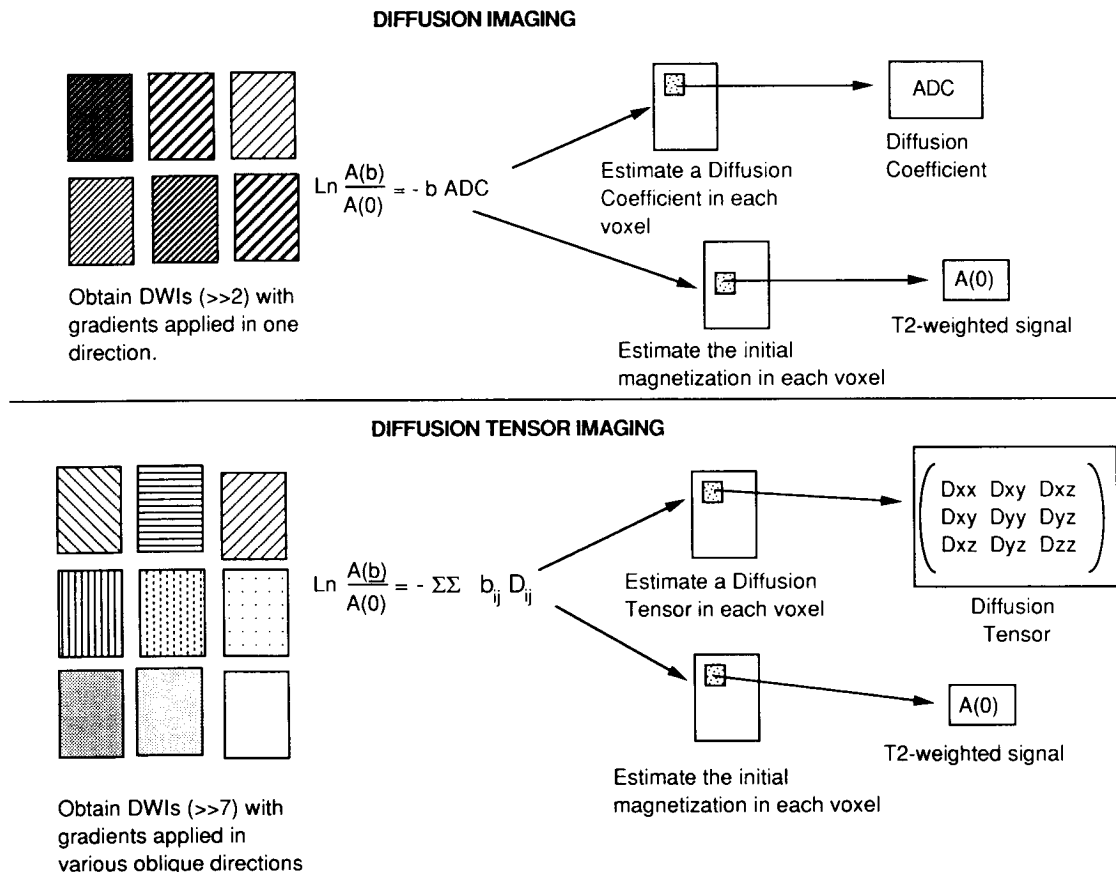 DIFFUSION IMAGING
Ln A(b)/A(0) = - b ADC
Obtain DWIs (>>2) with
gradients applied in one
direction.
Estimate a Diffusion
Coefficient in each
voxel
ADC
Diffusion
Coefficient
Estimate the initial
magnetization in each voxel
A(0)
T2-weighted signal
DIFFUSION TENSOR IMAGING
Ln A(b)/A(0) = - ΣΣ b_ij D_ij
Obtain DWIs (>>7) with
gradients applied in
various oblique directions
Estimate a Diffusion
Tensor in each voxel
Dxx Dxy Dxz
Dxy Dyy Dyz
Dxz Dyz Dzz
Diffusion
Tensor
Estimate the initial
magnetization in each voxel
A(0)
T2-weighted signal